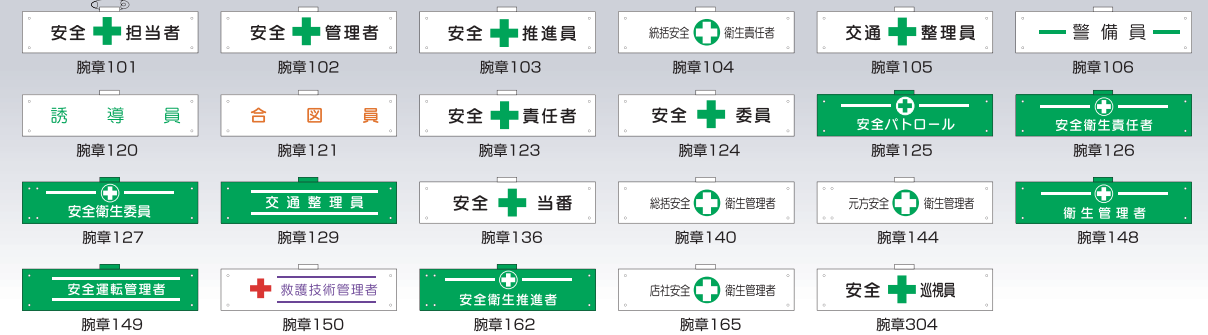 安全 担当者
安全 管理者
安全 推進員
統括安全 衛生責任者
交通 整理員
警備員
腕章101
腕章102
腕章103
腕章104
腕章105
腕章106
誘導員
合図員
安全 責任者
安全 委員
安全パトロール
安全衛生責任者
腕章120
腕章121
腕章123
腕章124
腕章125
腕章126
安全衛生委員
交通整理員
安全 当番
総括安全 衛生管理者
元方安全 衛生管理者
衛生管理者
腕章127
腕章129
腕章136
腕章140
腕章144
腕章148
安全運転管理者
救護技術管理者
安全衛生推進者
店社安全 衛生管理者
安全 巡視員
腕章149
腕章150
腕章162
腕章165
腕章304